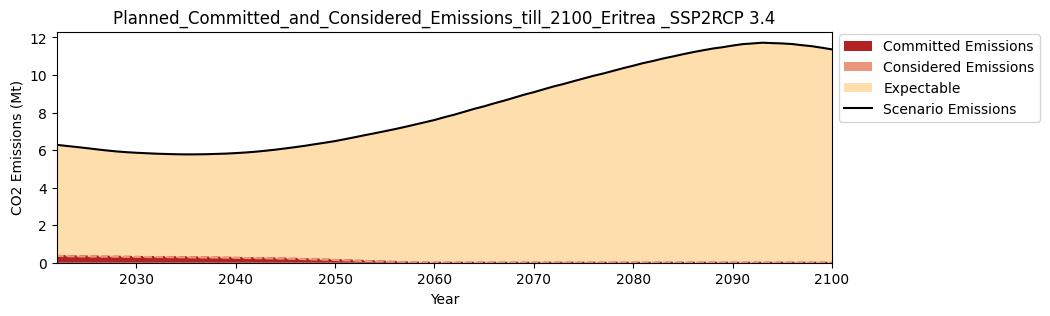 Planned_Committed_and_Considered_Emissions_till_2100_Eritrea _SSP2RCP 3.4
12
10
8
6
4
2
0
CO2 Emissions (Mt)
2030 2040 2050 2060 2070 2080 2090 2100
Year
Committed Emissions
Considered Emissions
Expectable
Scenario Emissions